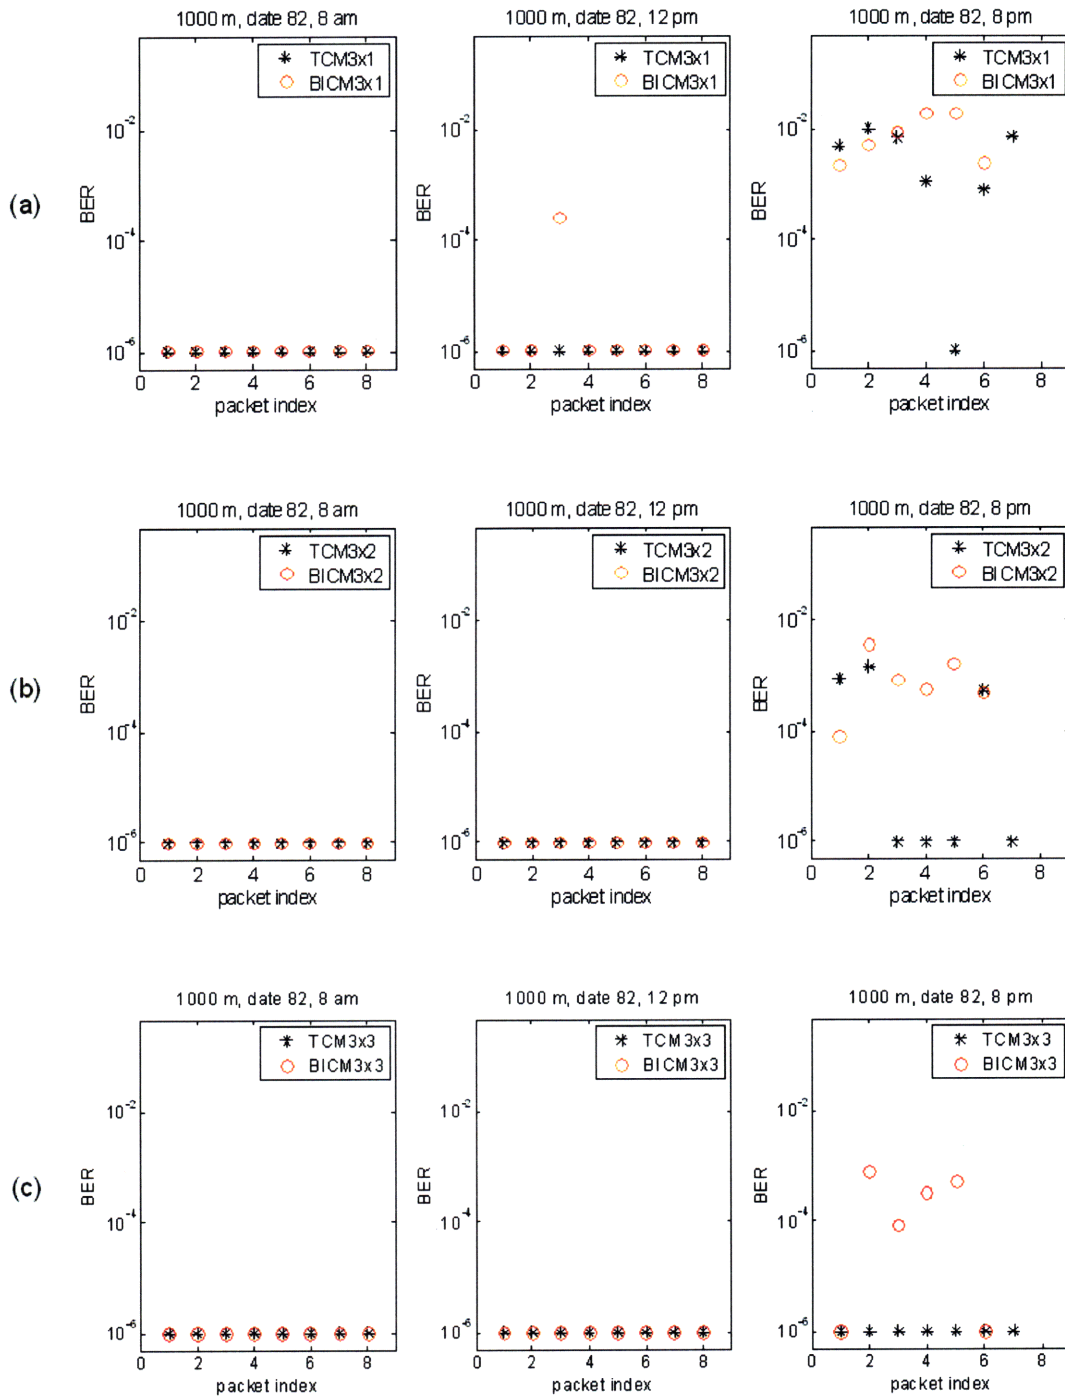 (a)
1000 m, date 82, 8 am
TCM3x1
BICM3x1
BER
10^-2
10^-4
10^-6
0 2 4 6 8
packet index
1000 m, date 82, 12 pm
TCM3x1
BICM3x1
BER
10^-2
10^-4
10^-6
0 2 4 6 8
packet index
1000 m, date 82, 8 pm
TCM3x1
BICM3x1
BER
10^-2
10^-4
10^-6
0 2 4 6 8
packet index
(b)
1000 m, date 82, 8 am
TCM3x2
BICM3x2
BER
10^-2
10^-4
10^-6
0 2 4 6 8
packet index
1000 m, date 82, 12 pm
TCM3x2
BICM3x2
BER
10^-2
10^-4
10^-6
0 2 4 6 8
packet index
1000 m, date 82, 8 pm
TCM3x2
BICM3x2
BER
10^-2
10^-4
10^-6
0 2 4 6 8
packet index
(c)
1000 m, date 82, 8 am
TCM3x3
BICM3x3
BER
10^-2
10^-4
10^-6
0 2 4 6 8
packet index
1000 m, date 82, 12 pm
TCM3x3
BICM3x3
BER
10^-2
10^-4
10^-6
0 2 4 6 8
packet index
1000 m, date 82, 8 pm
TCM3x3
BICM3x3
BER
10^-2
10^-4
10^-6
0 2 4 6 8
packet index